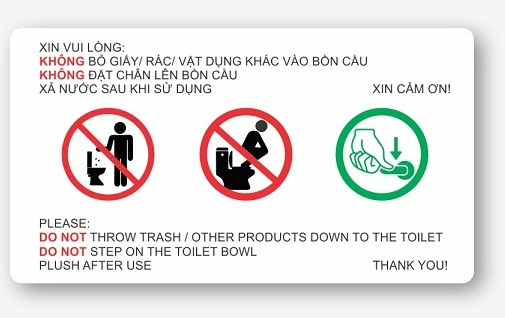 XIN VUI LÒNG:
KHÔNG BỎ GIẤY/ RÁC/ VẬT DỤNG KHÁC VÀO BỒN CẦU
KHÔNG ĐẶT CHÂN LÊN BỒN CẦU
XẢ NƯỚC SAU KHI SỬ DỤNG XIN CẢM ƠN!
PLEASE:
DO NOT THROW TRASH / OTHER PRODUCTS DOWN TO THE TOILET
DO NOT STEP ON THE TOILET BOWL
PLUSH AFTER USE THANK YOU!